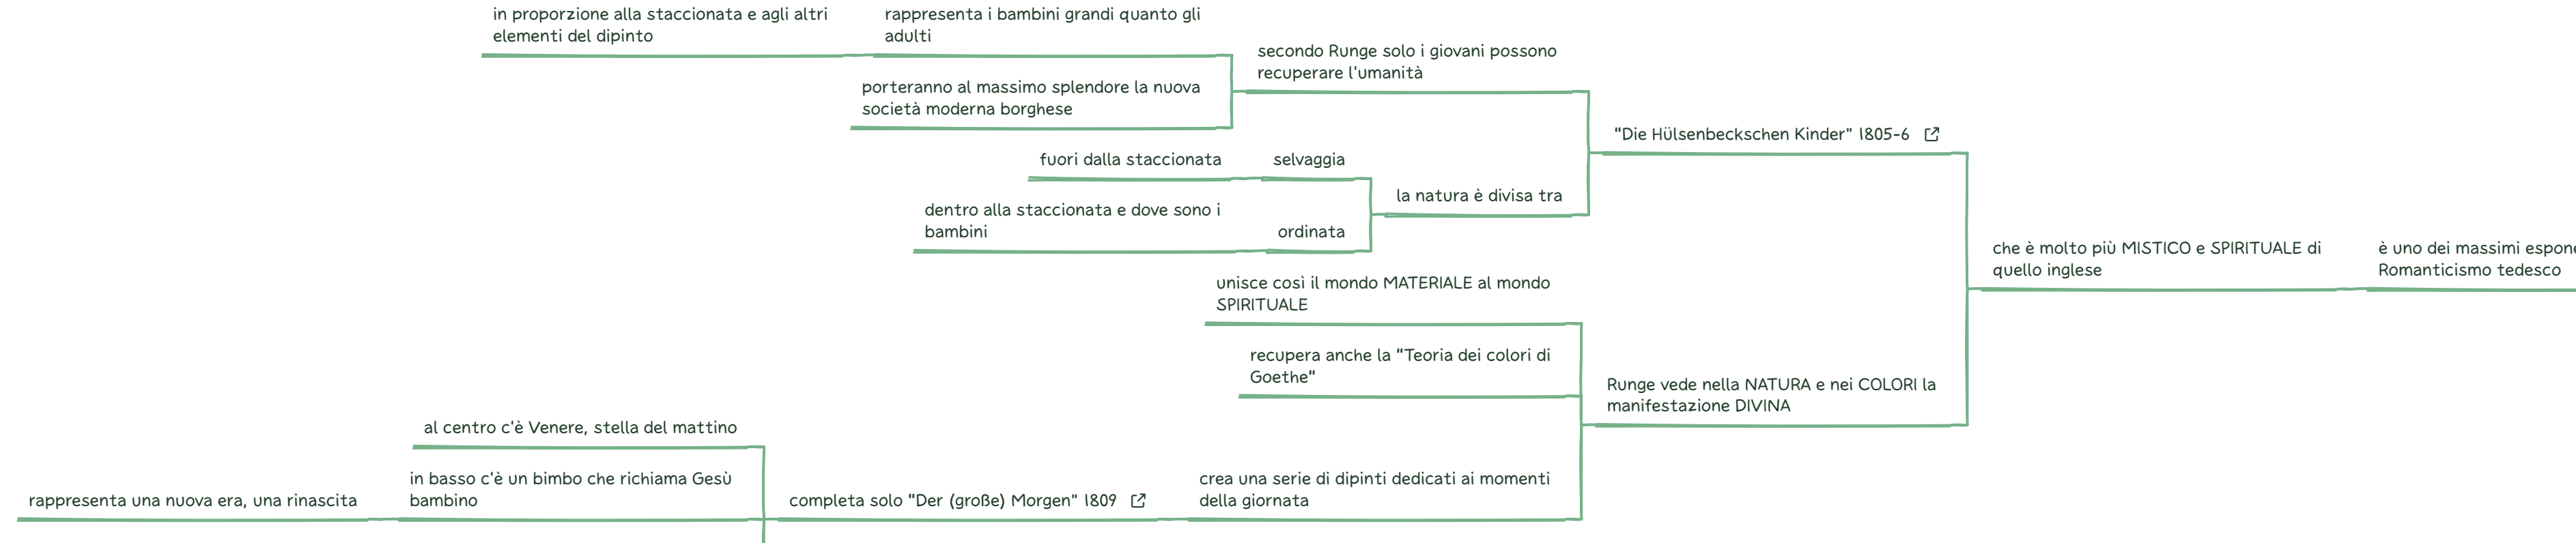 in proporzione alla staccionata e agli altri
elementi del dipinto
rappresenta i bambini grandi quanto gli
adulti
secondo Runge solo i giovani possono
recuperare l'umanità
porteranno al massimo splendore la nuova
società moderna borghese
"Die Hülsenbeckschen Kinder" 1805-6
fuori dalla staccionata
selvaggia
la natura è divisa tra
dentro alla staccionata e dove sono i
bambini
ordinata
che è molto più MISTICO e SPIRITUALE di
quello inglese
è uno dei massimi
Romanticismo tedesco
unisce così il mondo MATERIALE al mondo
SPIRITUALE
recupera anche la "Teoria dei colori di
Goethe"
Runge vede nella NATURA e nei COLORI la
manifestazione DIVINA
al centro c'è Venere, stella del mattino
in basso c'è un bimbo che richiama Gesù
bambino
rappresenta una nuova era, una rinascita
completa solo "Der (große) Morgen" 1809
crea una serie di dipinti dedicati ai momenti
della giornata